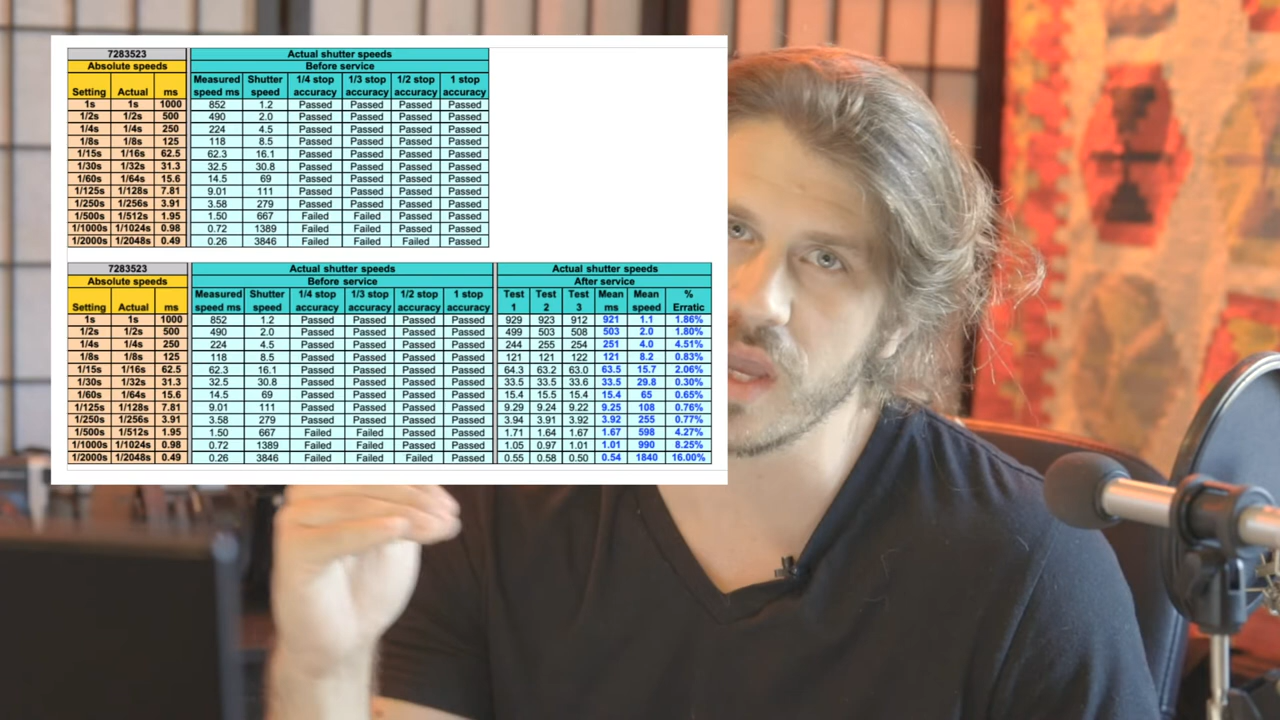 7283523 Actual shutter speeds
Absolute speeds Before service
Setting Actual ms Measured speed ms Shutter speed 1/4 stop accuracy 1/3 stop accuracy 1/2 stop accuracy 1 stop accuracy
1s 1s 1000 852 1.2 Passed Passed Passed Passed
1/2s 1/2s 500 490 2.0 Passed Passed Passed Passed
1/4s 1/4s 250 224 4.5 Passed Passed Passed Passed
1/8s 1/8s 125 118 8.5 Passed Passed Passed Passed
1/15s 1/16s 62.5 62.3 16.1 Passed Passed Passed Passed
1/30s 1/32s 31.3 32.5 30.8 Passed Passed Passed Passed
1/60s 1/64s 15.6 14.5 69 Passed Passed Passed Passed
1/125s 1/128s 7.81 9.01 111 Passed Passed Passed Passed
1/250s 1/256s 3.91 3.58 279 Passed Passed Passed Passed
1/500s 1/512s 1.95 1.50 667 Failed Failed Passed Passed
1/1000s 1/1024s 0.98 0.72 1389 Failed Failed Passed Passed
1/2000s 1/2048s 0.49 0.26 3846 Failed Failed Failed Passed
7283523 Actual shutter speeds Actual shutter speeds
Absolute speeds Before service After service
Setting Actual ms Measured speed ms Shutter speed 1/4 stop accuracy 1/3 stop accuracy 1/2 stop accuracy 1 stop accuracy Test 1 Test 2 Test 3 Mean ms Mean speed % Erratic
1s 1s 1000 852 1.2 Passed Passed Passed Passed 929 923 912 921 1.1 1.86%
1/2s 1/2s 500 490 2.0 Passed Passed Passed Passed 499 503 508 503 2.0 1.80%
1/4s 1/4s 250 224 4.5 Passed Passed Passed Passed 244 255 254 251 4.0 4.51%
1/8s 1/8s 125 118 8.5 Passed Passed Passed Passed 121 121 122 121 8.2 0.83%
1/15s 1/16s 62.5 62.3 16.1 Passed Passed Passed Passed 64.3 63.2 63.0 63.5 15.7 2.06%
1/30s 1/32s 31.3 32.5 30.8 Passed Passed Passed Passed 33.5 33.5 33.6 33.5 29.8 0.30%
1/60s 1/64s 15.6 14.5 69 Passed Passed Passed Passed 15.4 15.5 15.4 15.4 65 0.65%
1/125s 1/128s 7.81 9.01 111 Passed Passed Passed Passed 9.29 9.24 9.22 9.25 108 0.76%
1/250s 1/256s 3.91 3.58 279 Passed Passed Passed Passed 3.94 3.91 3.92 3.92 255 0.77%
1/500s 1/512s 1.95 1.50 667 Failed Failed Passed Passed 1.71 1.64 1.67 1.67 598 4.27%
1/1000s 1/1024s 0.98 0.72 1389 Failed Failed Passed Passed 1.05 0.97 1.01 1.01 990 8.25%
1/2000s 1/2048s 0.49 0.26 3846 Failed Failed Failed Passed 0.55 0.58 0.50 0.54 1840 16.00%